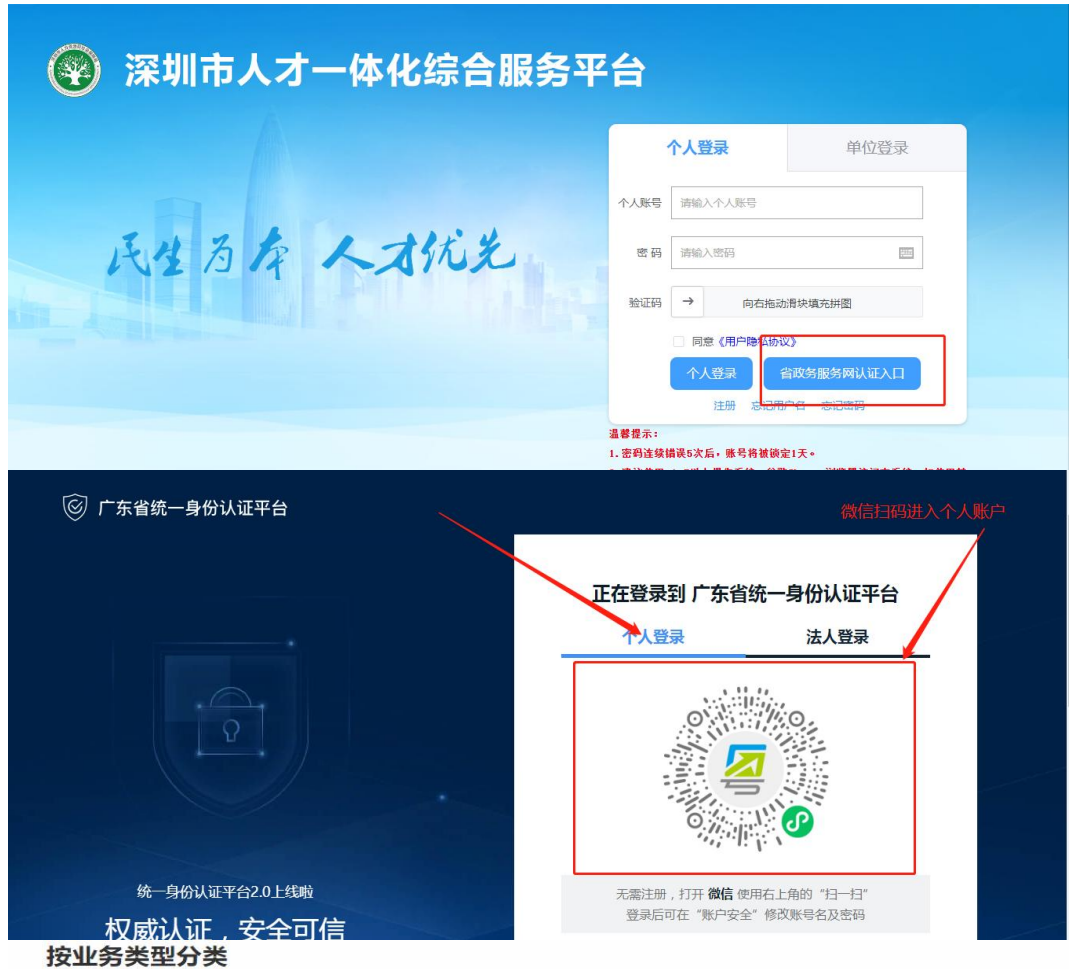 深圳市人才一体化综合服务平台
民生为本 人才优先
个人登录 单位登录
个人账号 请输入个人账号
密 码 请输入密码
验证码 → 向右拖动滑块填充拼图
同意《用户隐私协议》
个人登录 省政务服务网认证入口
注册 忘记用户名 忘记密码
温馨提示：
1.密码连续错误5次后，账号将被锁定1天。
广东省统一身份认证平台
微信扫码进入个人账户
正在登录到 广东省统一身份认证平台
个人登录 法人登录
无需注册，打开 微信 使用右上角的“扫一扫”
登录后可在“账户安全”修改账号名及密码
统一身份认证平台2.0上线啦
权威认证，安全可信
按业务类型分类